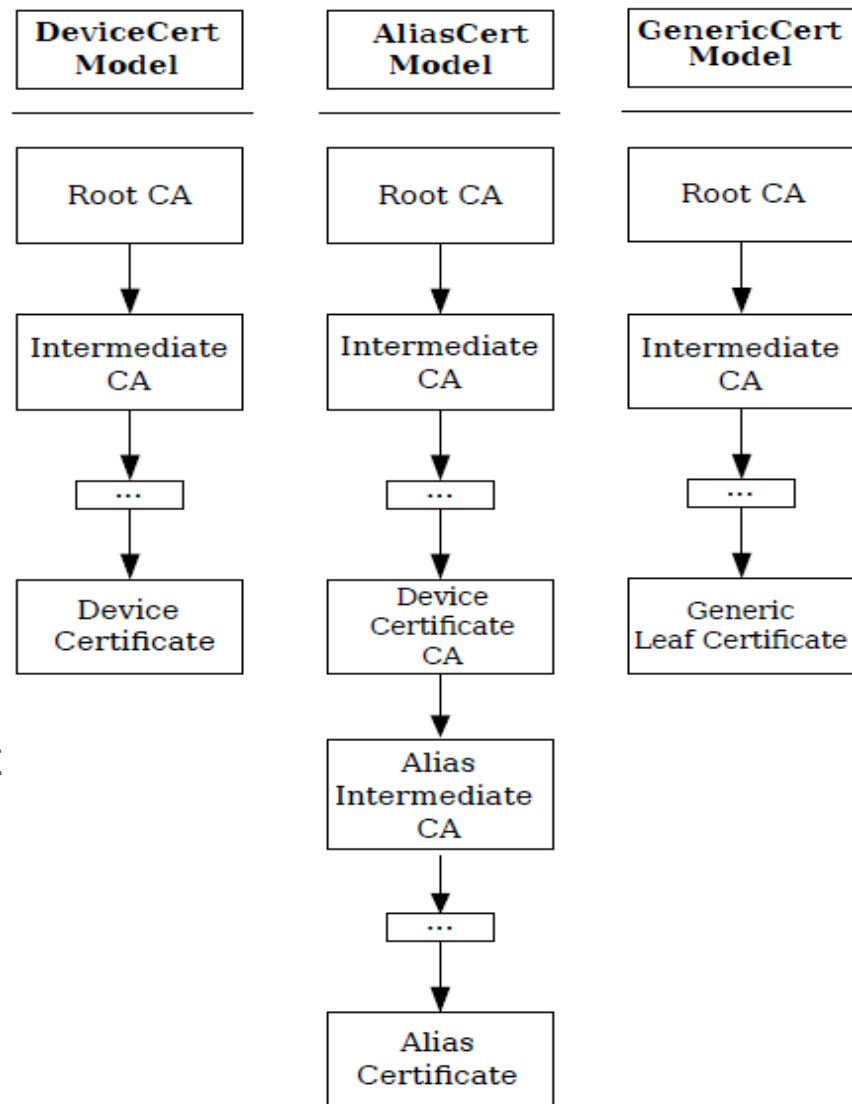 DeviceCert
Model
Root CA
Intermediate
CA
...
Device
Certificate
AliasCert
Model
Root CA
Intermediate
CA
...
Device
Certificate
CA
Alias
Intermediate
CA
...
Alias
Certificate
GenericCert
Model
Root CA
Intermediate
CA
...
Generic
Leaf Certificate